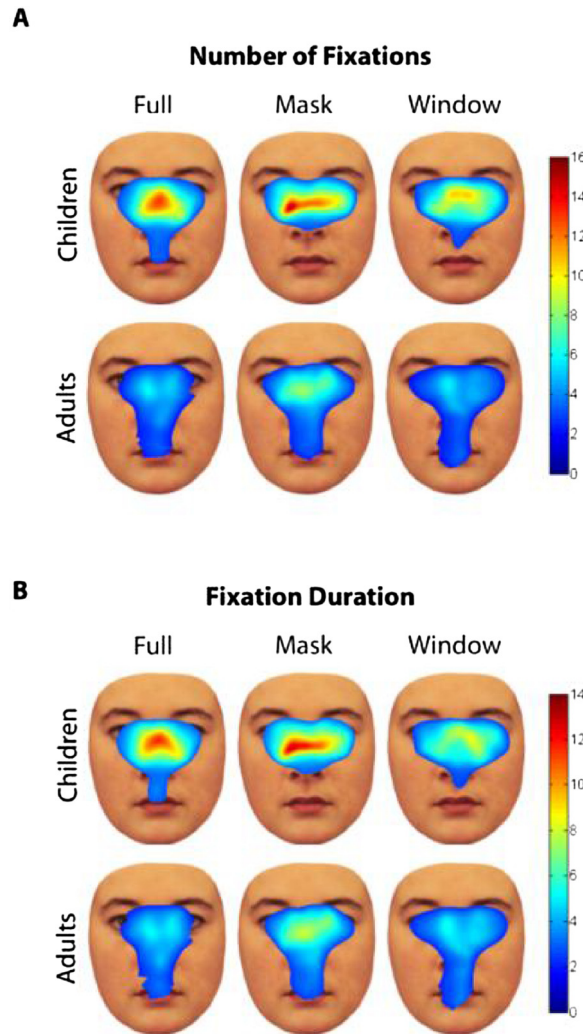 A
Number of Fixations
Full Mask Window
Children
Adults
16
14
12
10
8
6
4
2
0
B
Fixation Duration
Full Mask Window
Children
Adults
14
12
10
8
6
4
2
0